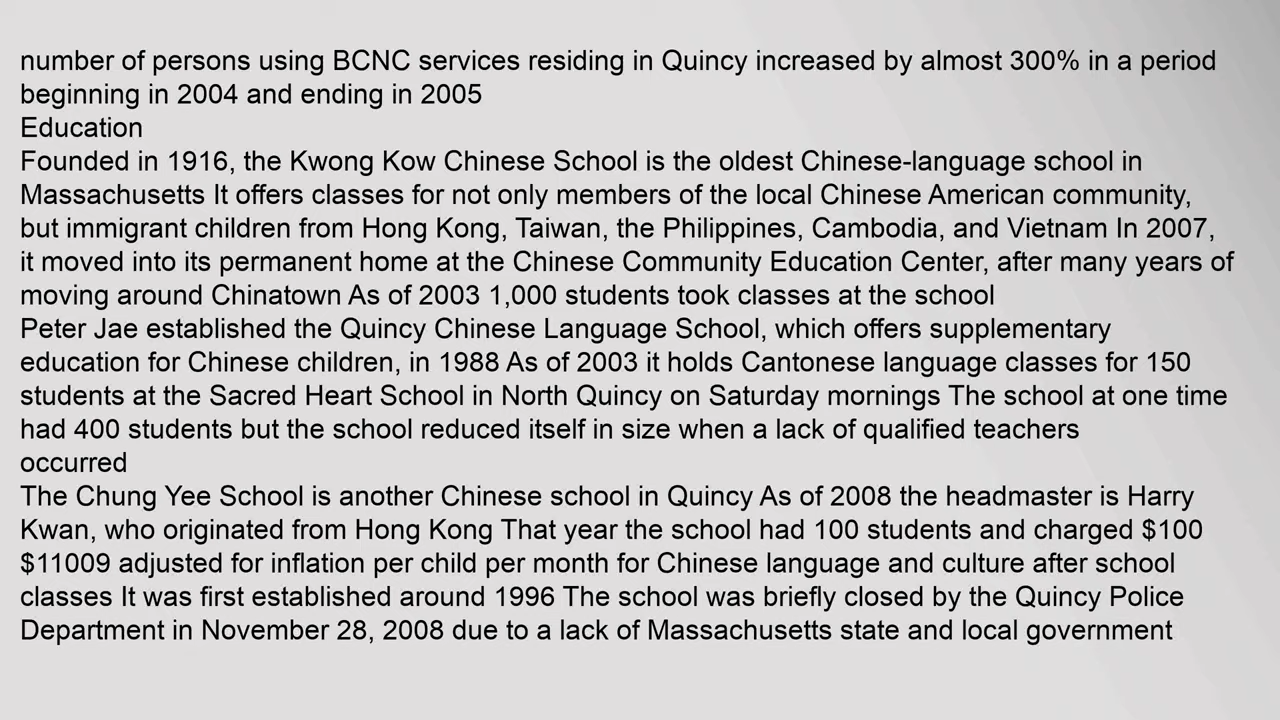 number of persons using BCNC services residing in Quincy increased by almost 300% in a period
beginning in 2004 and ending in 2005
Education
Founded in 1916, the Kwong Kow Chinese School is the oldest Chinese-language school in
Massachusetts It offers classes for not only members of the local Chinese American community,
but immigrant children from Hong Kong, Taiwan, the Philippines, Cambodia, and Vietnam In 2007,
it moved into its permanent home at the Chinese Community Education Center, after many years of
moving around Chinatown As of 2003 1,000 students took classes at the school
Peter Jae established the Quincy Chinese Language School, which offers supplementary
education for Chinese children, in 1988 As of 2003 it holds Cantonese language classes for 150
students at the Sacred Heart School in North Quincy on Saturday mornings The school at one time
had 400 students but the school reduced itself in size when a lack of qualified teachers
occurred
The Chung Yee School is another Chinese school in Quincy As of 2008 the headmaster is Harry
Kwan, who originated from Hong Kong That year the school had 100 students and charged $100
$11009 adjusted for inflation per child per month for Chinese language and culture after school
classes It was first established around 1996 The school was briefly closed by the Quincy Police
Department in November 28, 2008 due to a lack of Massachusetts state and local government